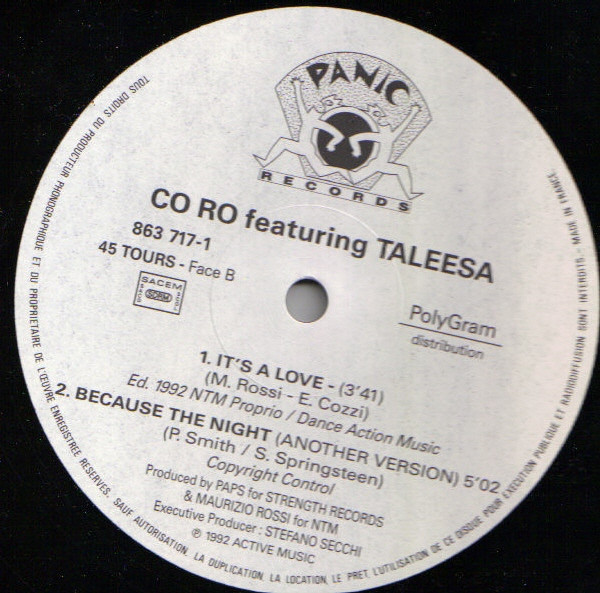 PANIC
RECORDS
CO RO featuring TALEESA
863 717-1
45 TOURS - Face B
SACEM
SDRM
PolyGram
distribution
1. IT'S A LOVE - (3'41)
(M. Rossi - E. Cozzi)
Ed. 1992 NTM Proprio / Dance Action Music
2. BECAUSE THE NIGHT (ANOTHER VERSION) 5'02
(P. Smith / S. Springsteen)
Copyright Control
Produced by PAPS for STRENGTH RECORDS
& MAURIZIO ROSSI for NTM
Executive Producer : STEFANO SECCHI
℗ 1992 ACTIVE MUSIC
TOUS DROITS DU PRODUCTEUR PHONOGRAPHIQUE ET DU PROPRIETAIRE DE L'ŒUVRE ENREGISTREE RESERVES. SAUF AUTORISATION. LA DUPLICATION, LA LOCATION, LE PRET, L'UTILISATION DE CE DISQUE POUR EXECUTION PUBLIQUE ET RADIODIFFUSION SONT INTERDITS - MADE IN FRANCE.